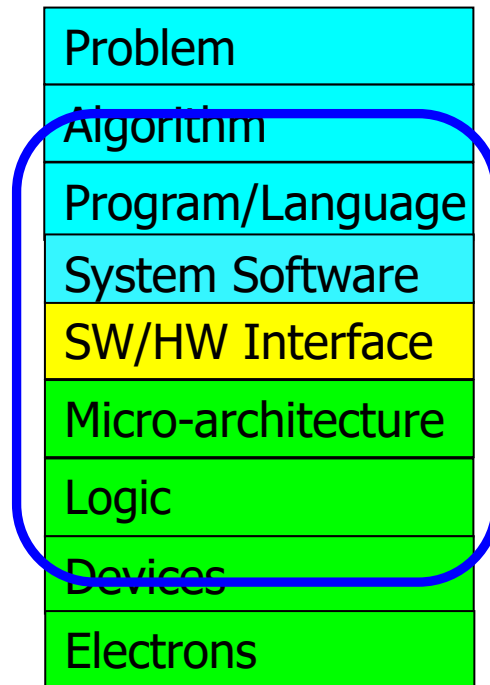 Problem
Algorithm
Program/Language
System Software
SW/HW Interface
Micro-architecture
Logic
Devices
Electrons